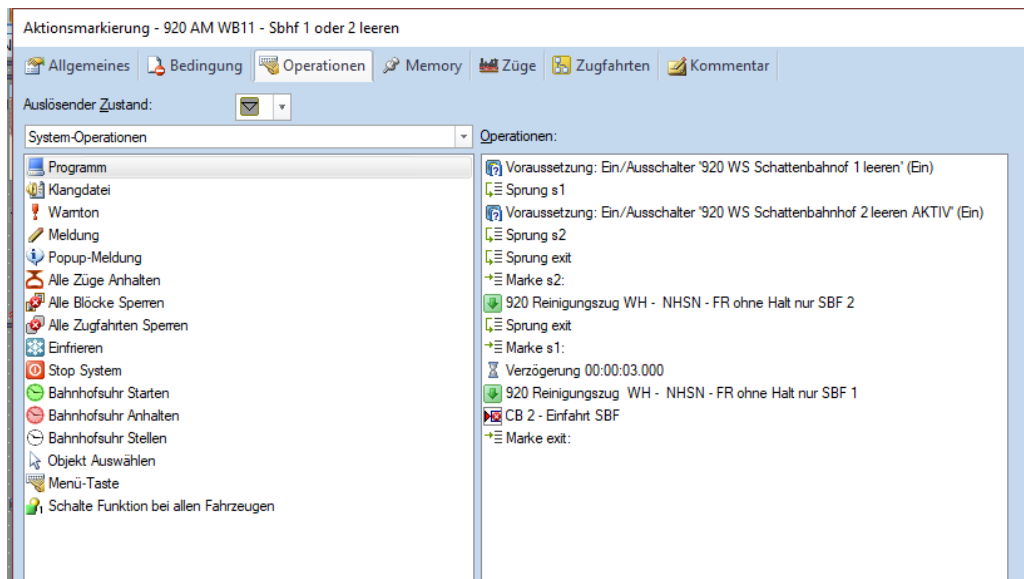 Aktionsmarkierung - 920 AM WB11 - Sbhf 1 oder 2 leeren
Allgemeines Bedingung Operationen Memory Züge Zugfahrten Kommentar
Auslösender Zustand:
System-Operationen
Operationen:
Programm
Klangdatei
Warnton
Meldung
Popup-Meldung
Alle Züge Anhalten
Alle Blöcke Sperren
Alle Zugfahrten Sperren
Einfrieren
Stop System
Bahnhofsuhr Starten
Bahnhofsuhr Anhalten
Bahnhofsuhr Stellen
Objekt Auswählen
Menü-Taste
Schalte Funktion bei allen Fahrzeugen
Voraussetzung: Ein/Ausschalter '920 WS Schattenbahnof 1 leeren' (Ein)
Sprung s1
Voraussetzung: Ein/Ausschalter '920 WS Schattenbahnhof 2 leeren AKTIV' (Ein)
Sprung s2
Sprung exit
Marke s2:
920 Reinigungszug WH - NHSN - FR ohne Halt nur SBF 2
Sprung exit
Marke s1:
Verzögerung 00:00:03.000
920 Reinigungszug WH - NHSN - FR ohne Halt nur SBF 1
CB 2 - Einfahrt SBF
Marke exit: